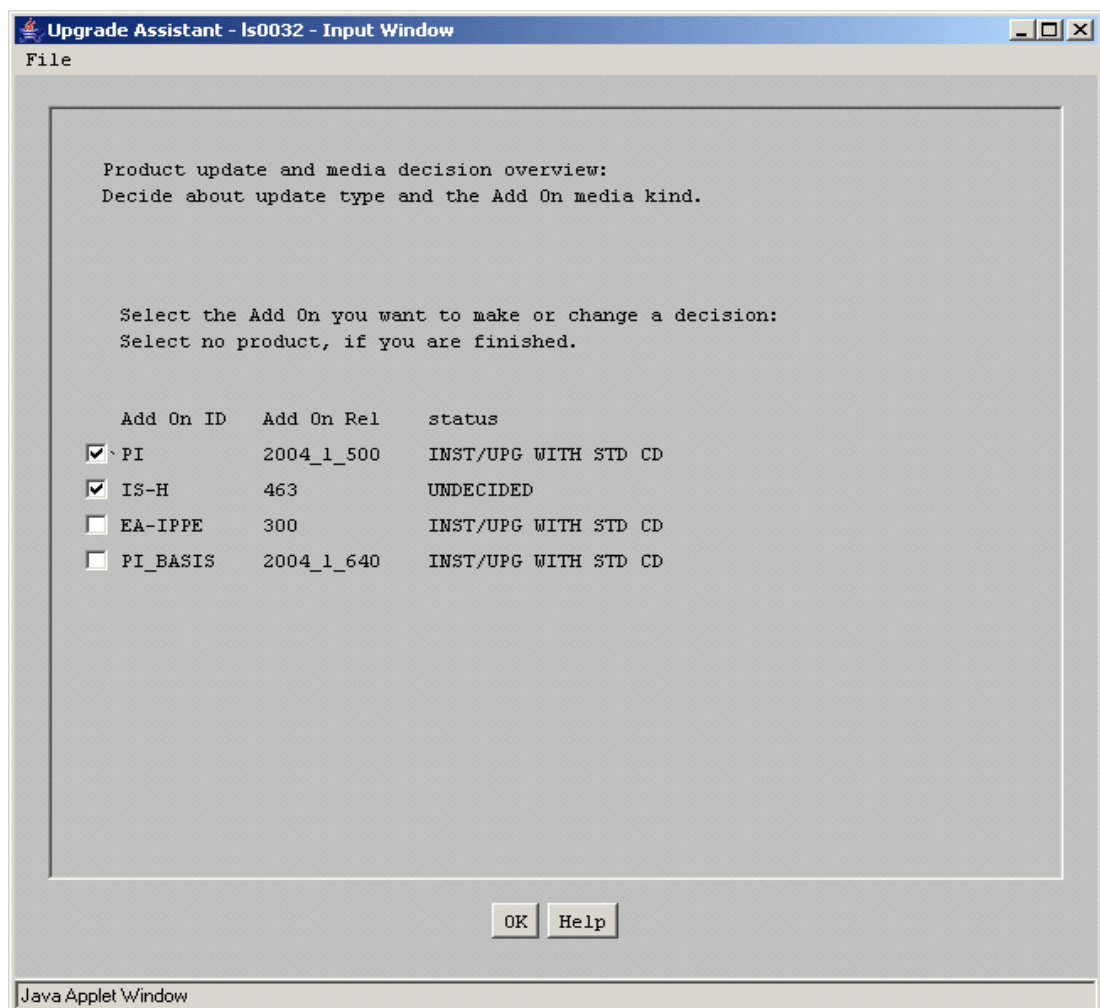 Upgrade Assistant - ls0032 - Input Window
File
Product update and media decision overview:
Decide about update type and the Add On media kind.
Select the Add On you want to make or change a decision:
Select no product, if you are finished.
Add On ID Add On Rel status
PI 2004_1_500 INST/UPG WITH STD CD
IS-H 463 UNDECIDED
EA-IPPE 300 INST/UPG WITH STD CD
PI_BASIS 2004_1_640 INST/UPG WITH STD CD
OK Help
Java Applet Window